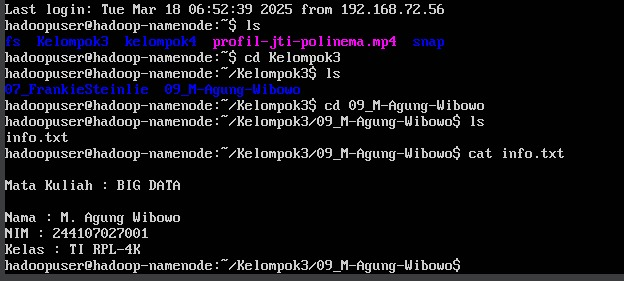 Last login: Tue Mar 18 06:52:39 2025 from 192.168.72.56
hadoopuser@hadoop-namenode:~$ ls
fs  Kelompok3  kelompok4  profil-jti-polinema.mp4  snap
hadoopuser@hadoop-namenode:~$ cd Kelompok3
hadoopuser@hadoop-namenode:~/Kelompok3$ ls
07_FrankieSteinlie  09_M-Agung-Wibowo
hadoopuser@hadoop-namenode:~/Kelompok3$ cd 09_M-Agung-Wibowo
hadoopuser@hadoop-namenode:~/Kelompok3/09_M-Agung-Wibowo$ ls
info.txt
hadoopuser@hadoop-namenode:~/Kelompok3/09_M-Agung-Wibowo$ cat info.txt
Mata Kuliah : BIG DATA
Nama : M. Agung Wibowo
NIM : 244107027001
Kelas : TI RPL-4K
hadoopuser@hadoop-namenode:~/Kelompok3/09_M-Agung-Wibowo$